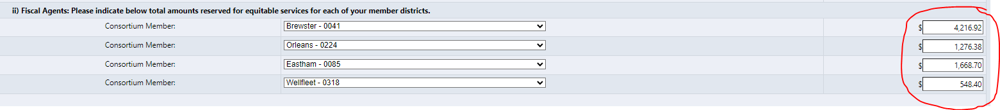 ii) Fiscal Agents: Please indicate below total amounts reserved for equitable services for each of your member districts.
Consortium Member: Brewster - 0041 $ 4,216.92
Consortium Member: Orleans - 0224 $ 1,276.38
Consortium Member: Eastham - 0085 $ 1,668.70
Consortium Member: Wellfleet - 0318 $ 548.40